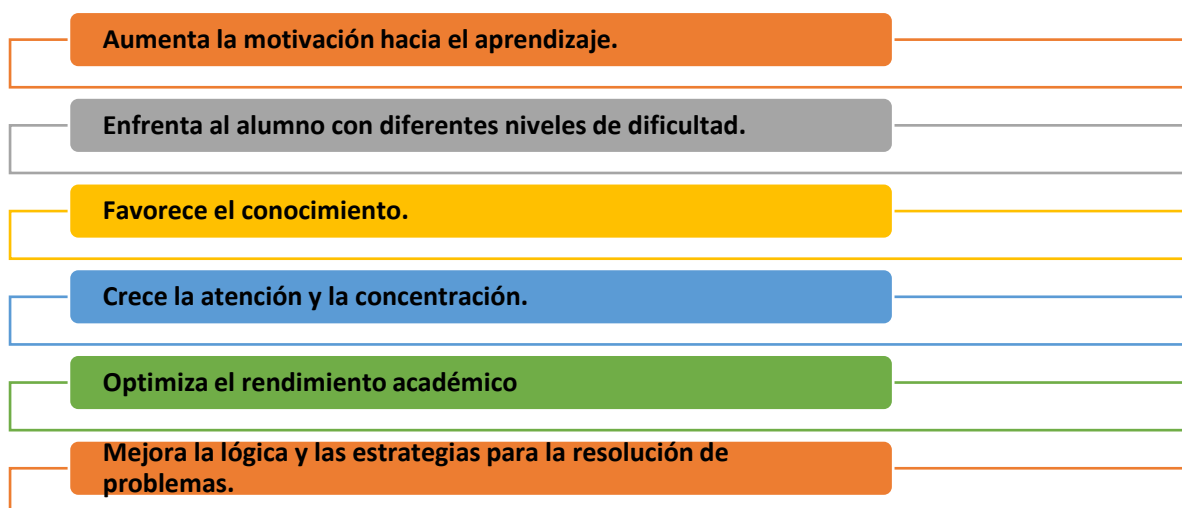 Aumenta la motivación hacia el aprendizaje.
Enfrenta al alumno con diferentes niveles de dificultad.
Favorece el conocimiento.
Crece la atención y la concentración.
Optimiza el rendimiento académico
Mejora la lógica y las estrategias para la resolución de
problemas.